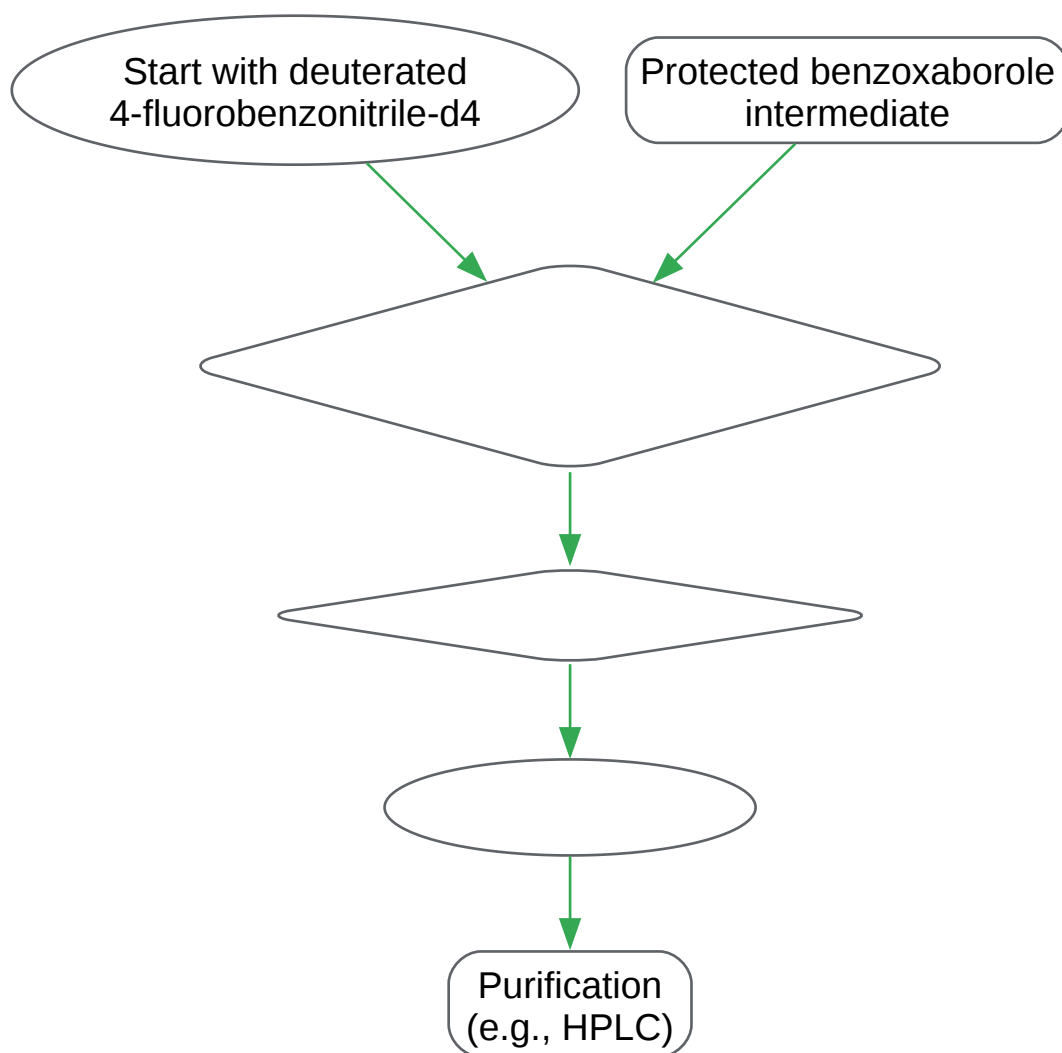 Start with deuterated
4-fluorobenzonitrile-d4
Protected benzoxaborole
intermediate
Purification
(e.g., HPLC)